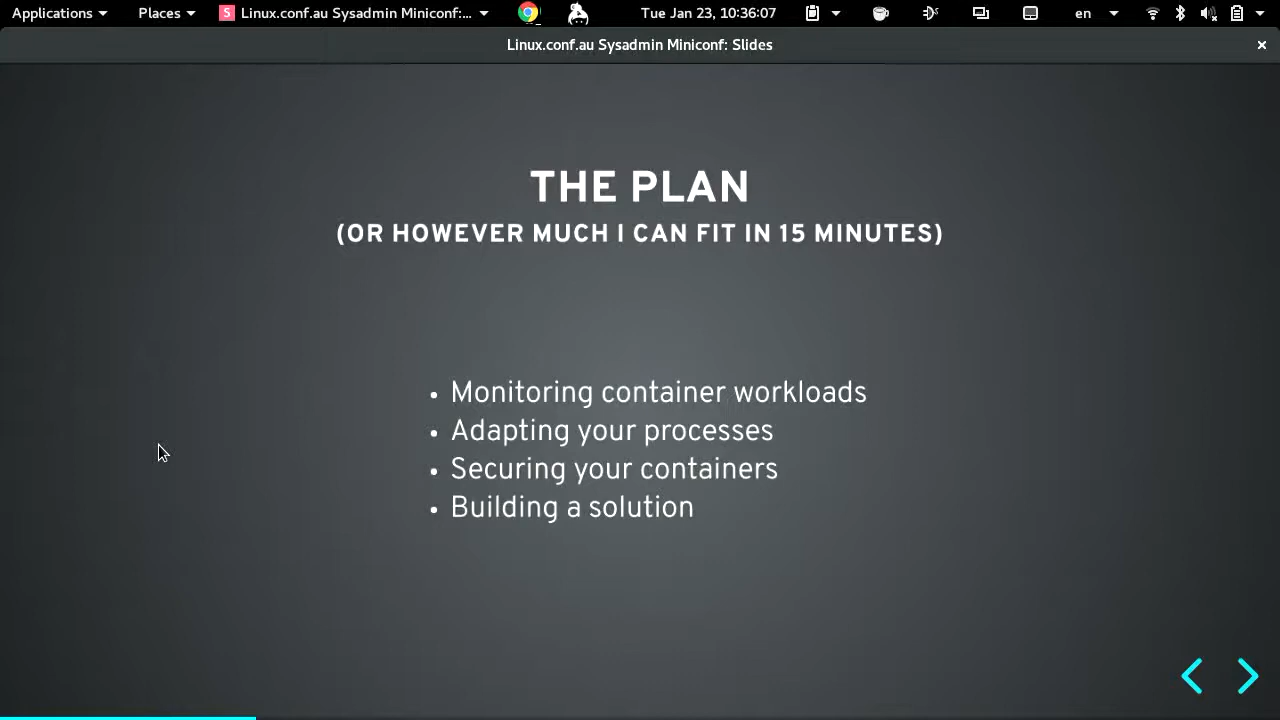 Applications Places S Linux.conf.au Sysadmin Miniconf:... Tue Jan 23, 10:36:07 en
Linux.conf.au Sysadmin Miniconf: Slides
THE PLAN
(OR HOWEVER MUCH I CAN FIT IN 15 MINUTES)
• Monitoring container workloads
• Adapting your processes
• Securing your containers
• Building a solution